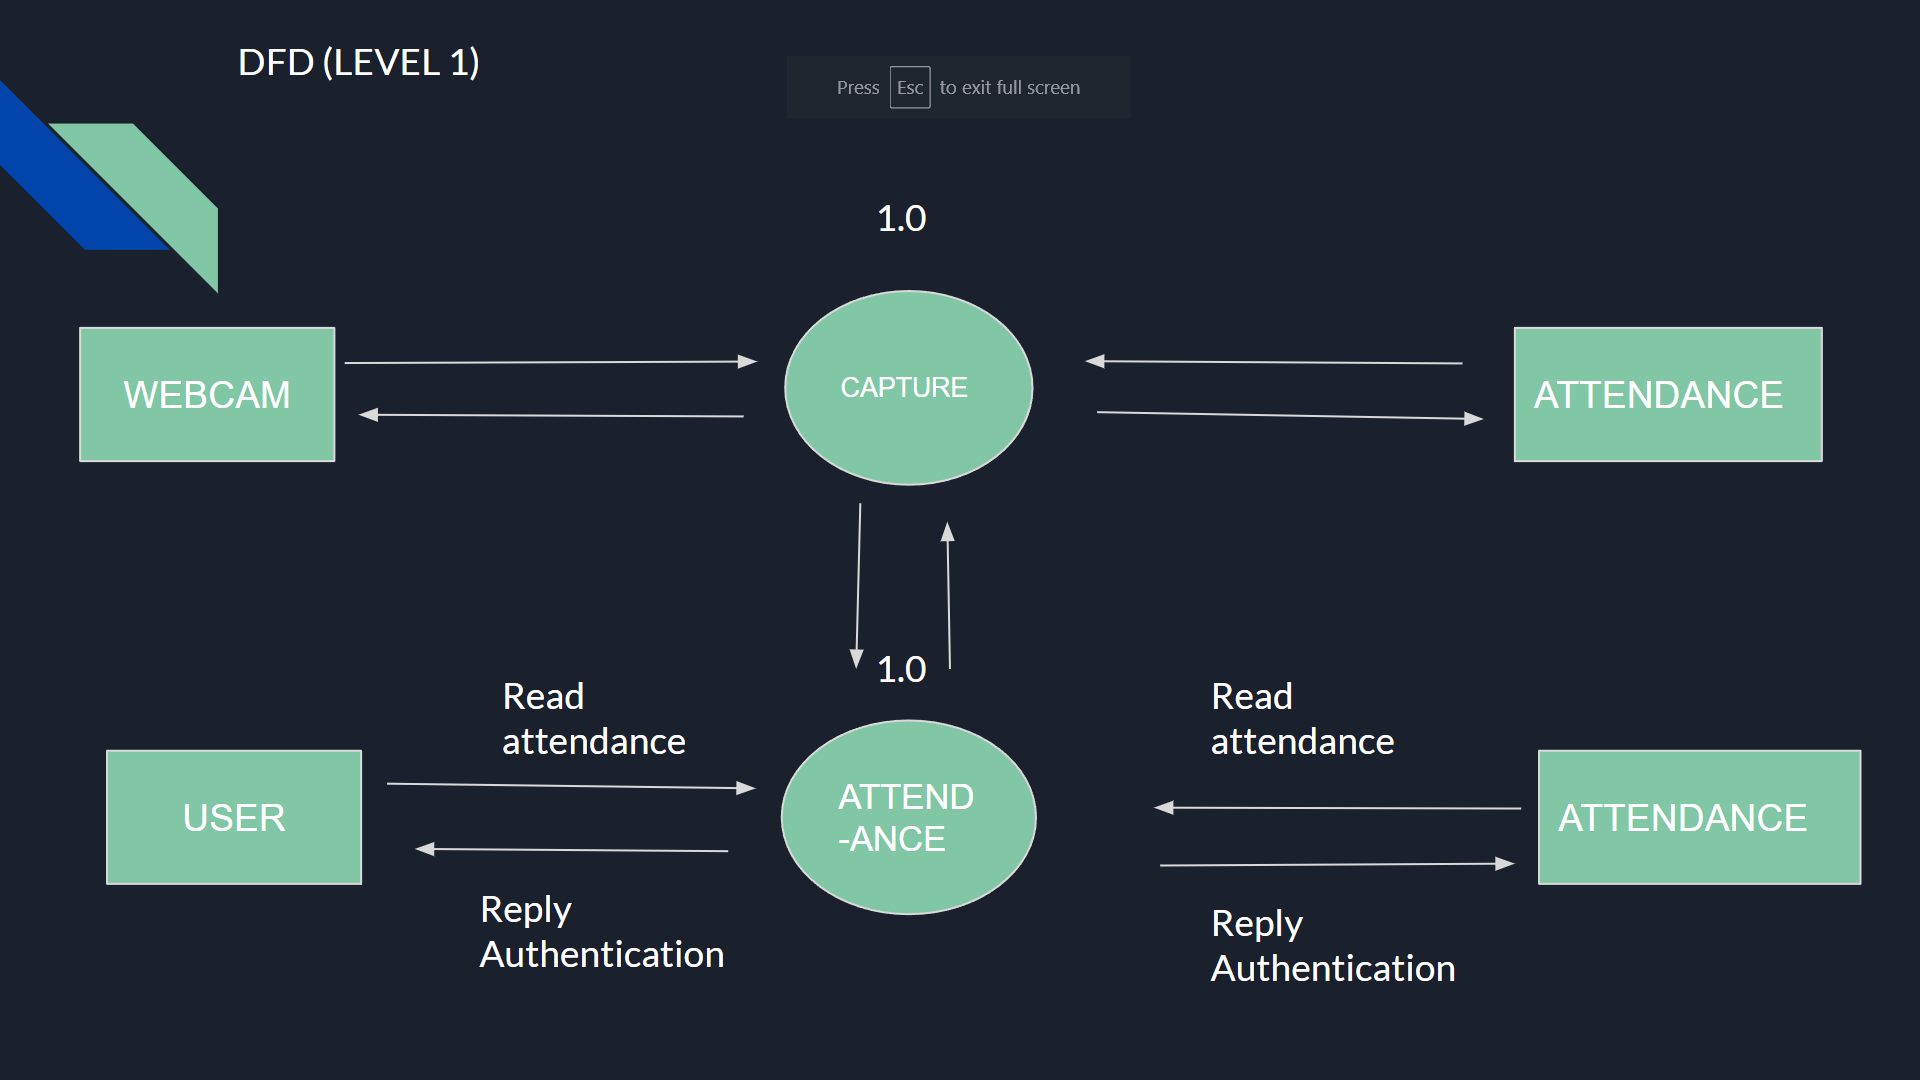 DFD (LEVEL 1)
Press Esc to exit full screen
1.0
WEBCAM
CAPTURE
ATTENDANCE
1.0
Read
attendance
Read
attendance
USER
ATTEND
-ANCE
ATTENDANCE
Reply
Authentication
Reply
Authentication